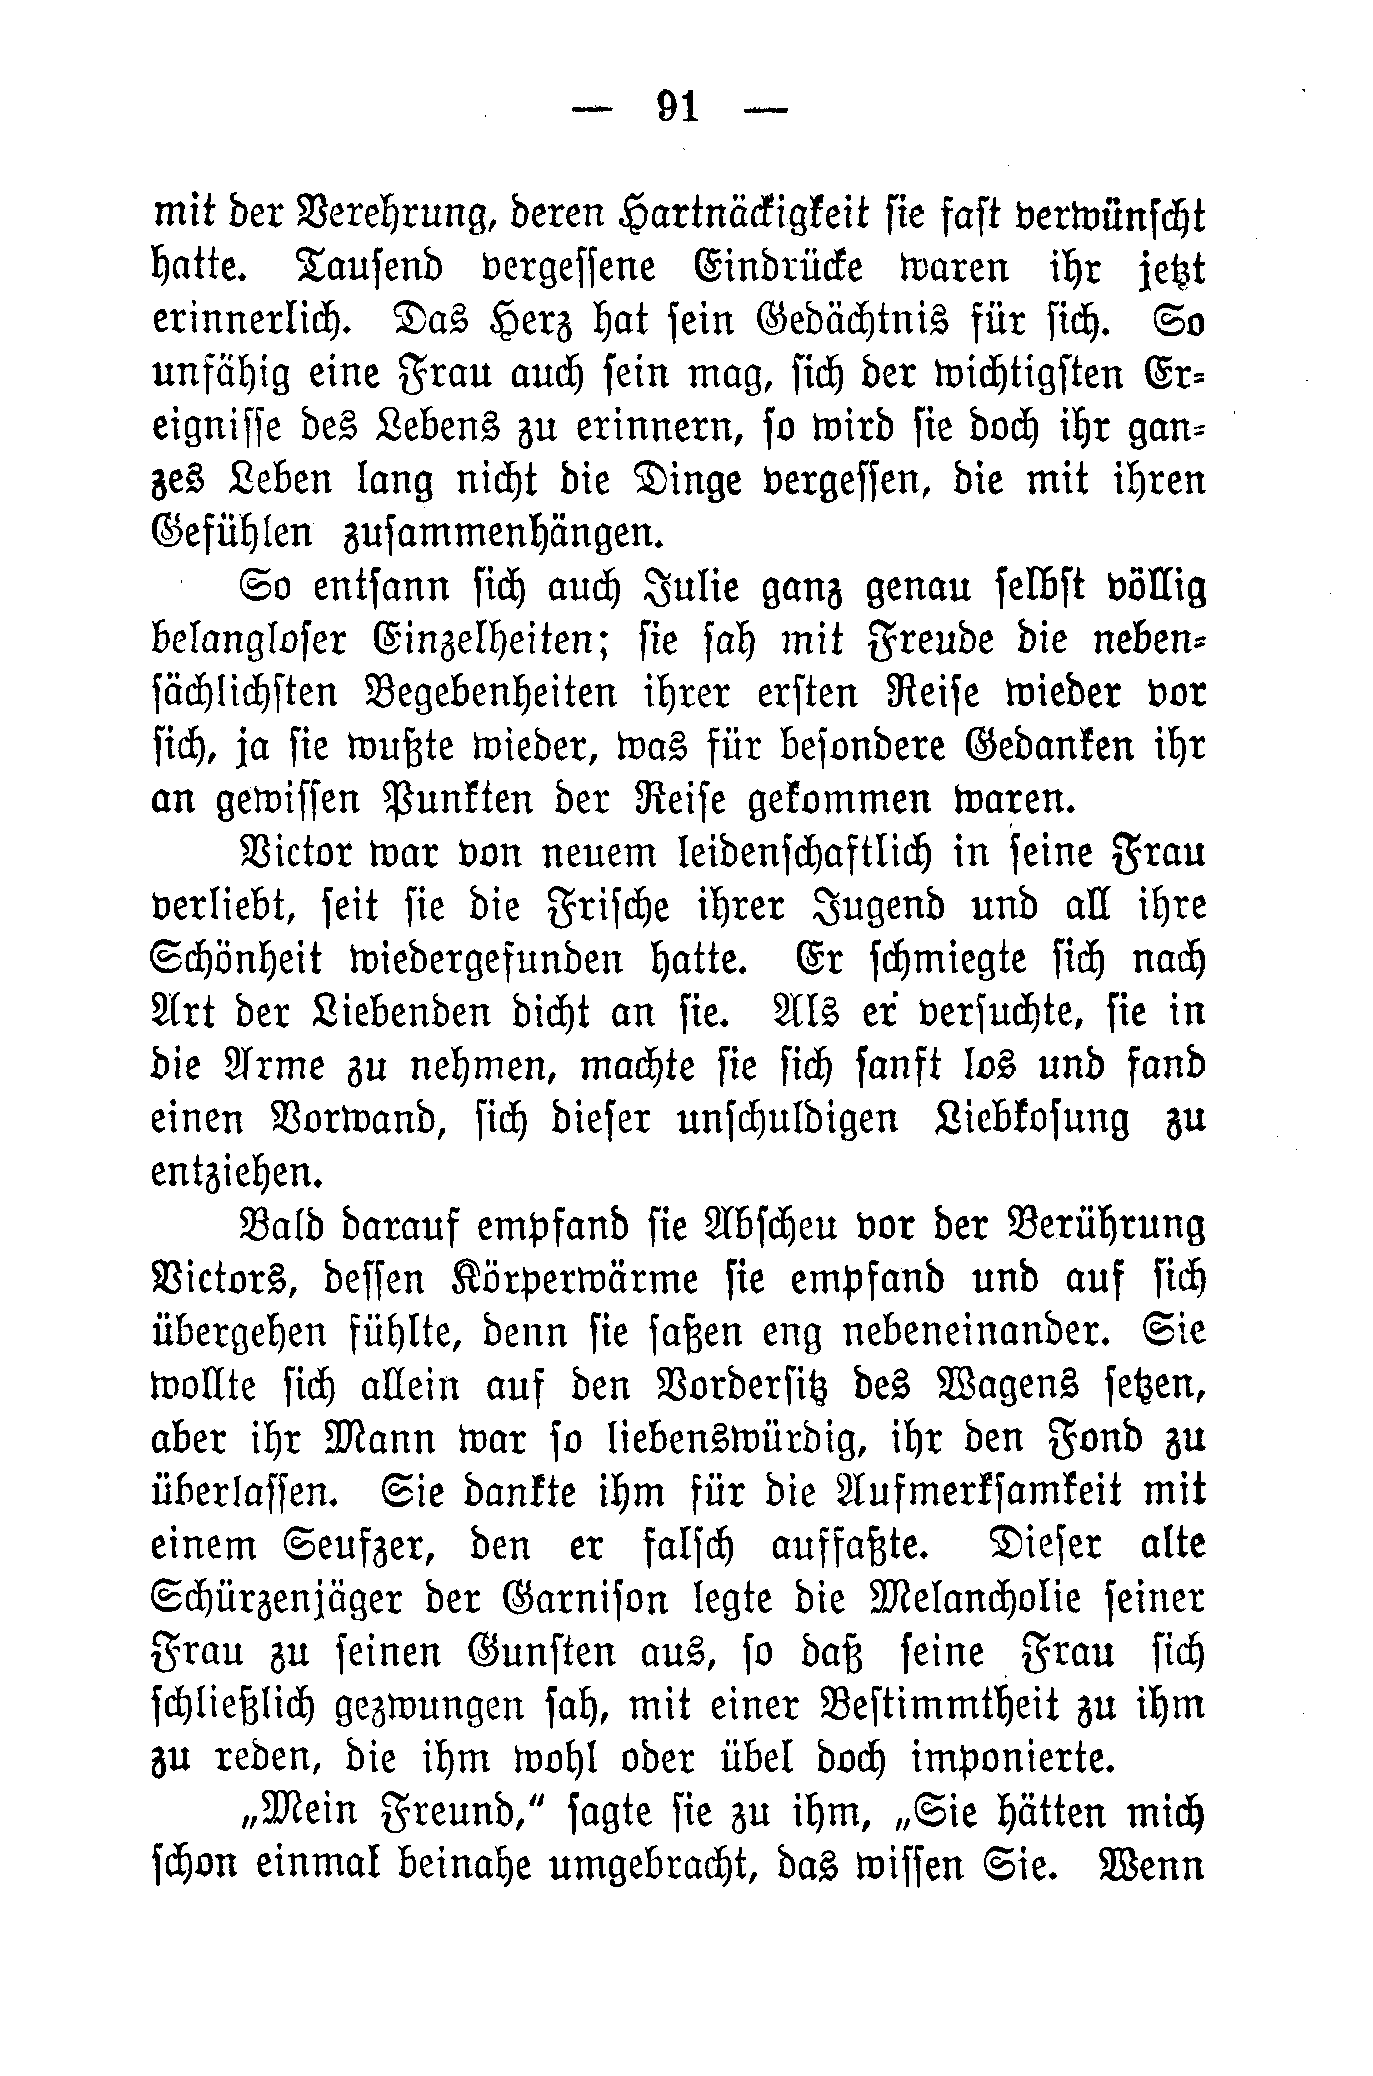 — 91 —
mit der Verehrung, deren Hartnäckigkeit sie fast verwünscht
hatte. Tausend vergessene Eindrücke waren ihr jetzt
erinnerlich. Das Herz hat sein Gedächtnis für sich. So
unfähig eine Frau auch sein mag, sich der wichtigsten Er-
eignisse des Lebens zu erinnern, so wird sie doch ihr gan-
zes Leben lang nicht die Dinge vergessen, die mit ihren
Gefühlen zusammenhängen.
So entsann sich auch Julie ganz genau selbst völlig
belangloser Einzelheiten; sie sah mit Freude die neben-
sächlichsten Begebenheiten ihrer ersten Reise wieder vor
sich, ja sie wußte wieder, was für besondere Gedanken ihr
an gewissen Punkten der Reise gekommen waren.
Victor war von neuem leidenschaftlich in seine Frau
verliebt, seit sie die Frische ihrer Jugend und all ihre
Schönheit wiedergefunden hatte. Er schmiegte sich nach
Art der Liebenden dicht an sie. Als er versuchte, sie in
die Arme zu nehmen, machte sie sich sanft los und fand
einen Vorwand, sich dieser unschuldigen Liebkosung zu
entziehen.
Bald darauf empfand sie Abscheu vor der Berührung
Victors, dessen Körperwärme sie empfand und auf sich
übergehen fühlte, denn sie saßen eng nebeneinander. Sie
wollte sich allein auf den Vordersitz des Wagens setzen,
aber ihr Mann war so liebenswürdig, ihr den Fond zu
überlassen. Sie dankte ihm für die Aufmerksamkeit mit
einem Seufzer, den er falsch auffaßte. Dieser alte
Schürzenjäger der Garnison legte die Melancholie seiner
Frau zu seinen Gunsten aus, so daß seine Frau sich
schließlich gezwungen sah, mit einer Bestimmtheit zu ihm
zu reden, die ihm wohl oder übel doch imponierte.
„Mein Freund,“ sagte sie zu ihm, „Sie hätten mich
schon einmal beinahe umgebracht, das wissen Sie. Wenn